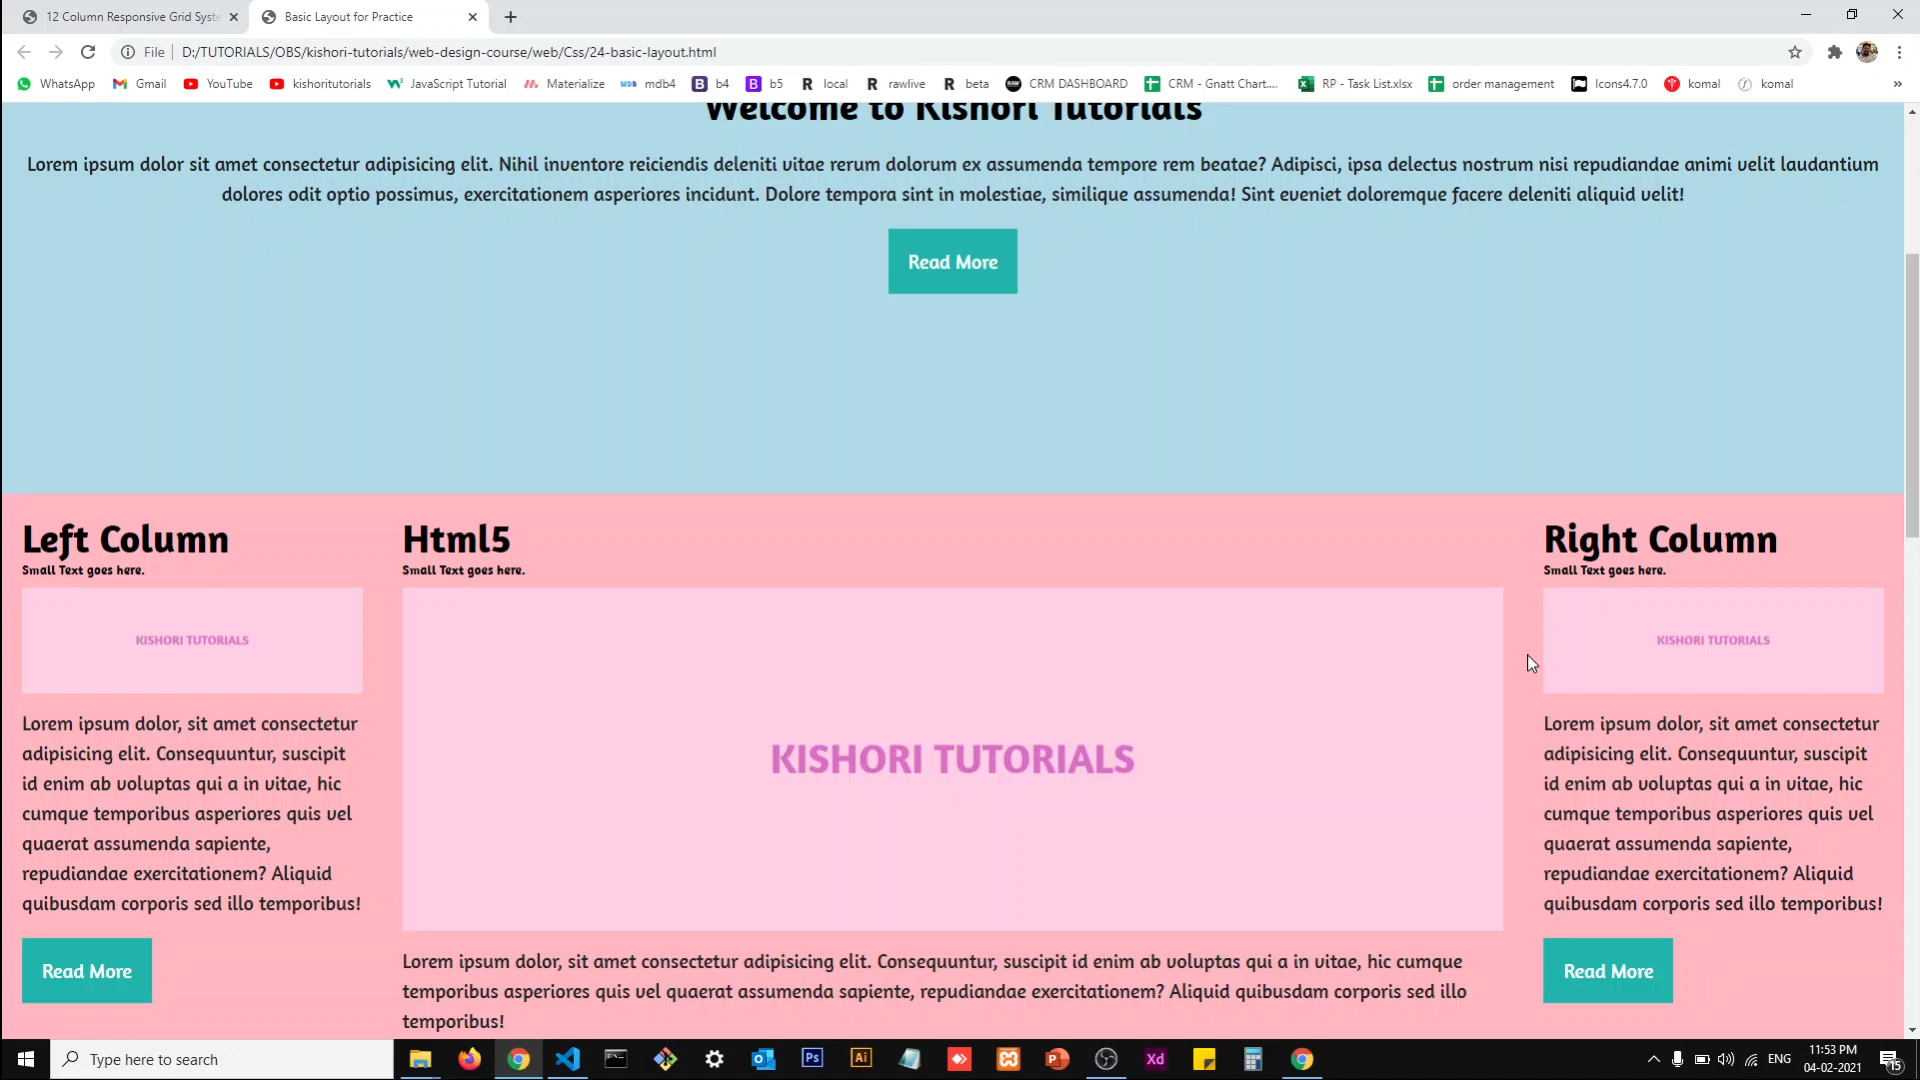 12 Column Responsive Grid Syste
Basic Layout for Practice
File
D:/TUTORIALS/OBS/kishori-tutorials/web-design-course/web/Css/24-basic-layout.html
WhatsApp
Gmail
YouTube
kishoritutorials
JavaScript Tutorial
Materialize
mdb4
b4
b5
local
rawlive
beta
CRM DASHBOARD
CRM - Gnatt Chart....
RP - Task List.xlsx
order management
Icons4.7.0
komal
komal
Welcome to Kishori Tutorials
Lorem ipsum dolor sit amet consectetur adipisicing elit. Nihil inventore reiciendis deleniti vitae rerum dolorum ex assumenda tempore rem beatae? Adipisci, ipsa delectus nostrum nisi repudiandae animi velit laudantium
dolores odit optio possimus, exercitationem asperiores incidunt. Dolore tempora sint in molestiae, similique assumenda! Sint eveniet doloremque facere deleniti aliquid velit!
Read More
Left Column
Small Text goes here.
KISHORI TUTORIALS
Lorem ipsum dolor, sit amet consectetur
adipisicing elit. Consequuntur, suscipit
id enim ab voluptas qui a in vitae, hic
cumque temporibus asperiores quis vel
quaerat assumenda sapiente,
repudiandae exercitationem? Aliquid
quibusdam corporis sed illo temporibus!
Read More
Html5
Small Text goes here.
KISHORI TUTORIALS
Lorem ipsum dolor, sit amet consectetur adipisicing elit. Consequuntur, suscipit id enim ab voluptas qui a in vitae, hic cumque
temporibus asperiores quis vel quaerat assumenda sapiente, repudiandae exercitationem? Aliquid quibusdam corporis sed illo
temporibus!
Right Column
Small Text goes here.
KISHORI TUTORIALS
Lorem ipsum dolor, sit amet consectetur
adipisicing elit. Consequuntur, suscipit
id enim ab voluptas qui a in vitae, hic
cumque temporibus asperiores quis vel
quaerat assumenda sapiente,
repudiandae exercitationem? Aliquid
quibusdam corporis sed illo temporibus!
Read More
Type here to search
Ps
Ai
Xd
ENG
11:53 PM
04-02-2021
15